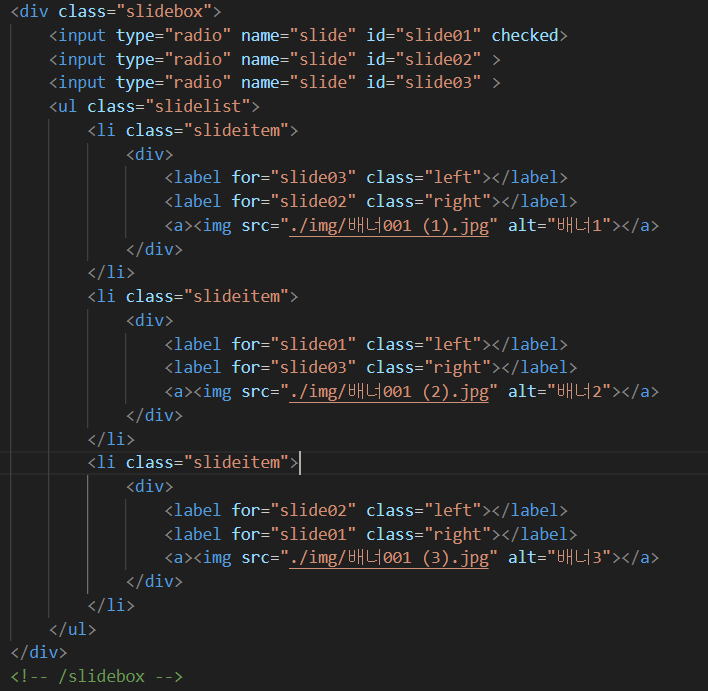 <div class="slidebox">
<input type="radio" name="slide" id="slide01" checked>
<input type="radio" name="slide" id="slide02" >
<input type="radio" name="slide" id="slide03" >
<ul class="slidelist">
<li class="slideitem">
<div>
<label for="slide03" class="left"></label>
<label for="slide02" class="right"></label>
<a><img src="./img/배너001 (1).jpg" alt="배너1"></a>
</div>
</li>
<li class="slideitem">
<div>
<label for="slide01" class="left"></label>
<label for="slide03" class="right"></label>
<a><img src="./img/배너001 (2).jpg" alt="배너2"></a>
</div>
</li>
<li class="slideitem">
<div>
<label for="slide02" class="left"></label>
<label for="slide01" class="right"></label>
<a><img src="./img/배너001 (3).jpg" alt="배너3"></a>
</div>
</li>
</ul>
</div>
<!-- /slidebox -->